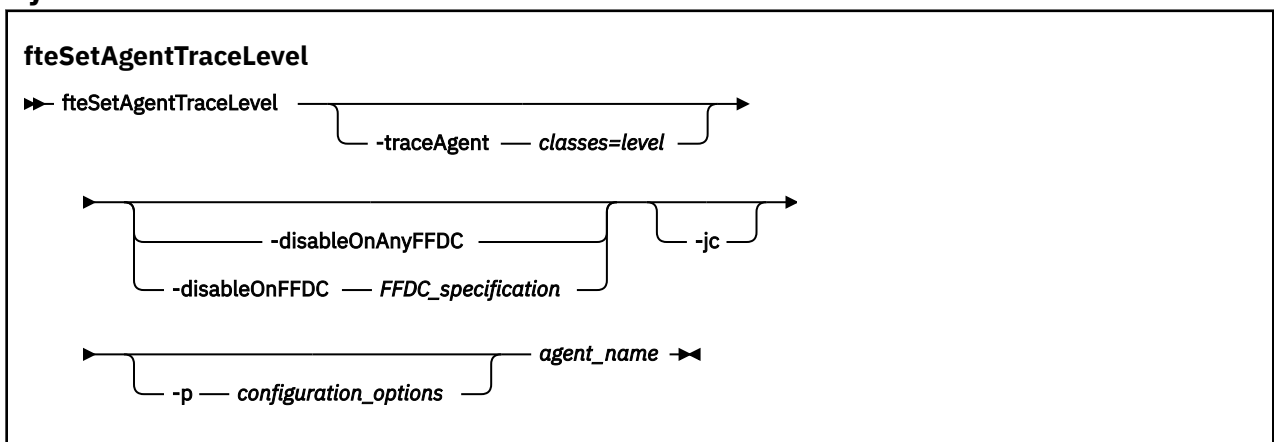 fteSetAgentTraceLevel
fteSetAgentTraceLevel
-traceAgent classes=level
-disableOnAnyFFDC
-jc
-disableOnFFDC FFDC_specification
agent_name
-p configuration_options